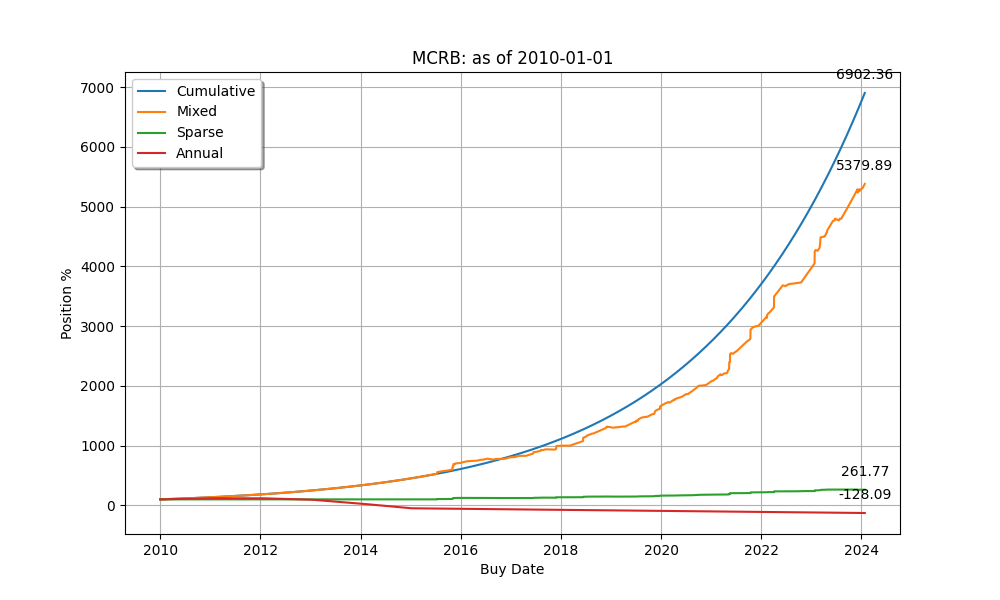 MCRB: as of 2010-01-01
6902.36
5379.89
261.77
-128.09
Cumulative
Mixed
Sparse
Annual
Position %
7000
6000
5000
4000
3000
2000
1000
0
2010 2012 2014 2016 2018 2020 2022 2024
Buy Date